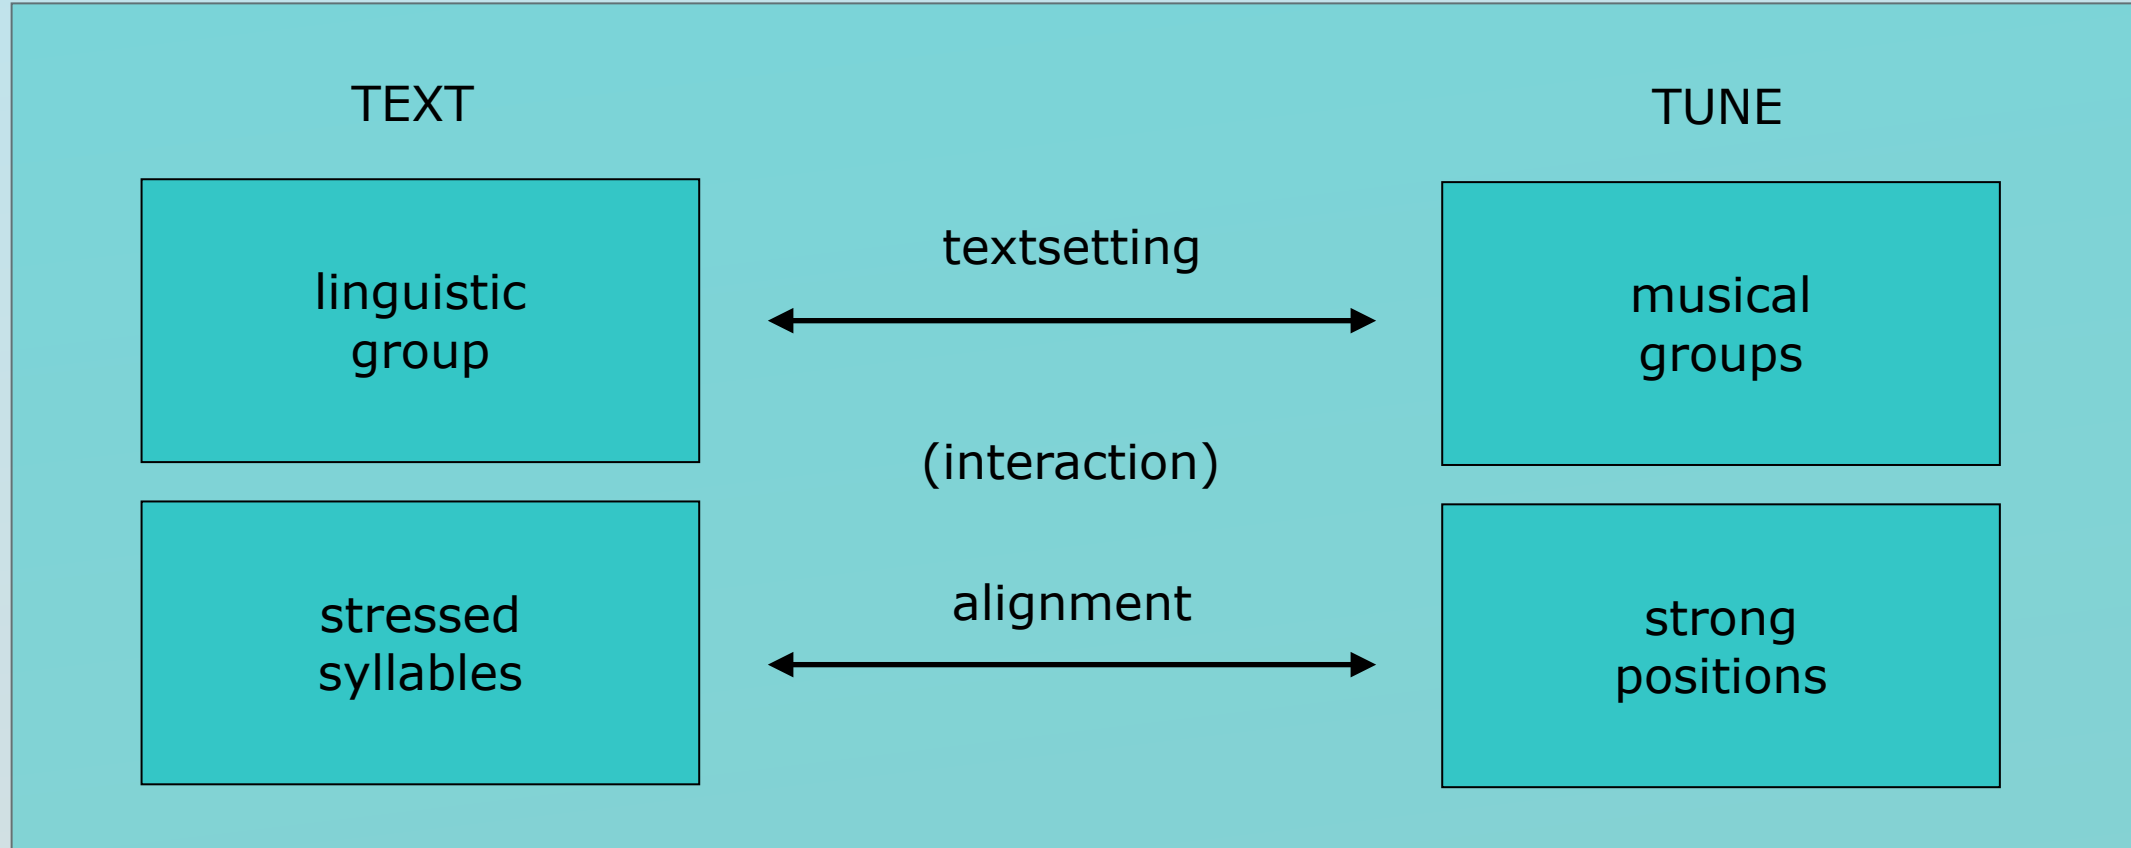 TEXT
TUNE
linguistic
group
textsetting
musical
groups
(interaction)
stressed
syllables
alignment
strong
positions